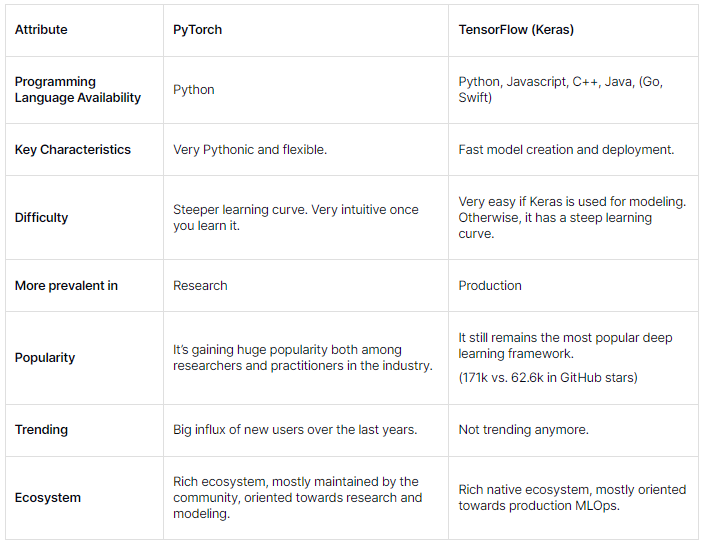 Attribute
PyTorch
TensorFlow (Keras)
Programming
Language Availability
Python
Python, Javascript, C++, Java, (Go,
Swift)
Key Characteristics
Very Pythonic and flexible.
Fast model creation and deployment.
Difficulty
Steeper learning curve. Very intuitive once
you learn it.
Very easy if Keras is used for modeling.
Otherwise, it has a steep learning
curve.
More prevalent in
Research
Production
Popularity
It’s gaining huge popularity both among
researchers and practitioners in the industry.
It still remains the most popular deep
learning framework.
(171k vs. 62.6k in GitHub stars)
Trending
Big influx of new users over the last years.
Not trending anymore.
Ecosystem
Rich ecosystem, mostly maintained by the
community, oriented towards research and
modeling.
Rich native ecosystem, mostly oriented
towards production MLOps.